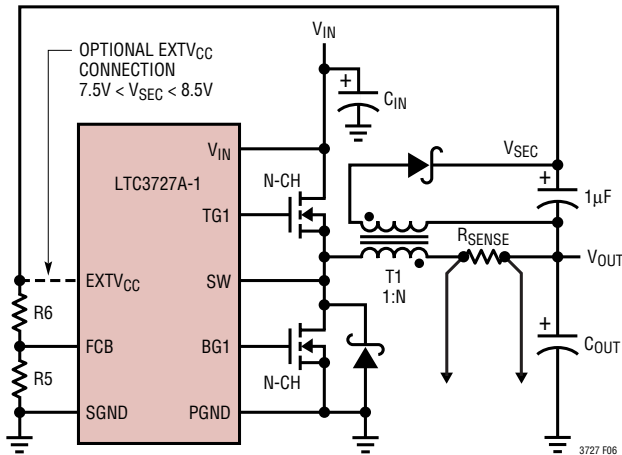 OPTIONAL EXTVCC
CONNECTION
7.5V < VSEC < 8.5V
VIN
+
CIN
VIN
LTC3727A-1
N-CH
TG1
VSEC
+
1μF
RSENSE
T1
1:N
VOUT
EXTVCC
SW
R6
FCB
BG1
N-CH
+
COUT
R5
SGND
PGND
3727 F06